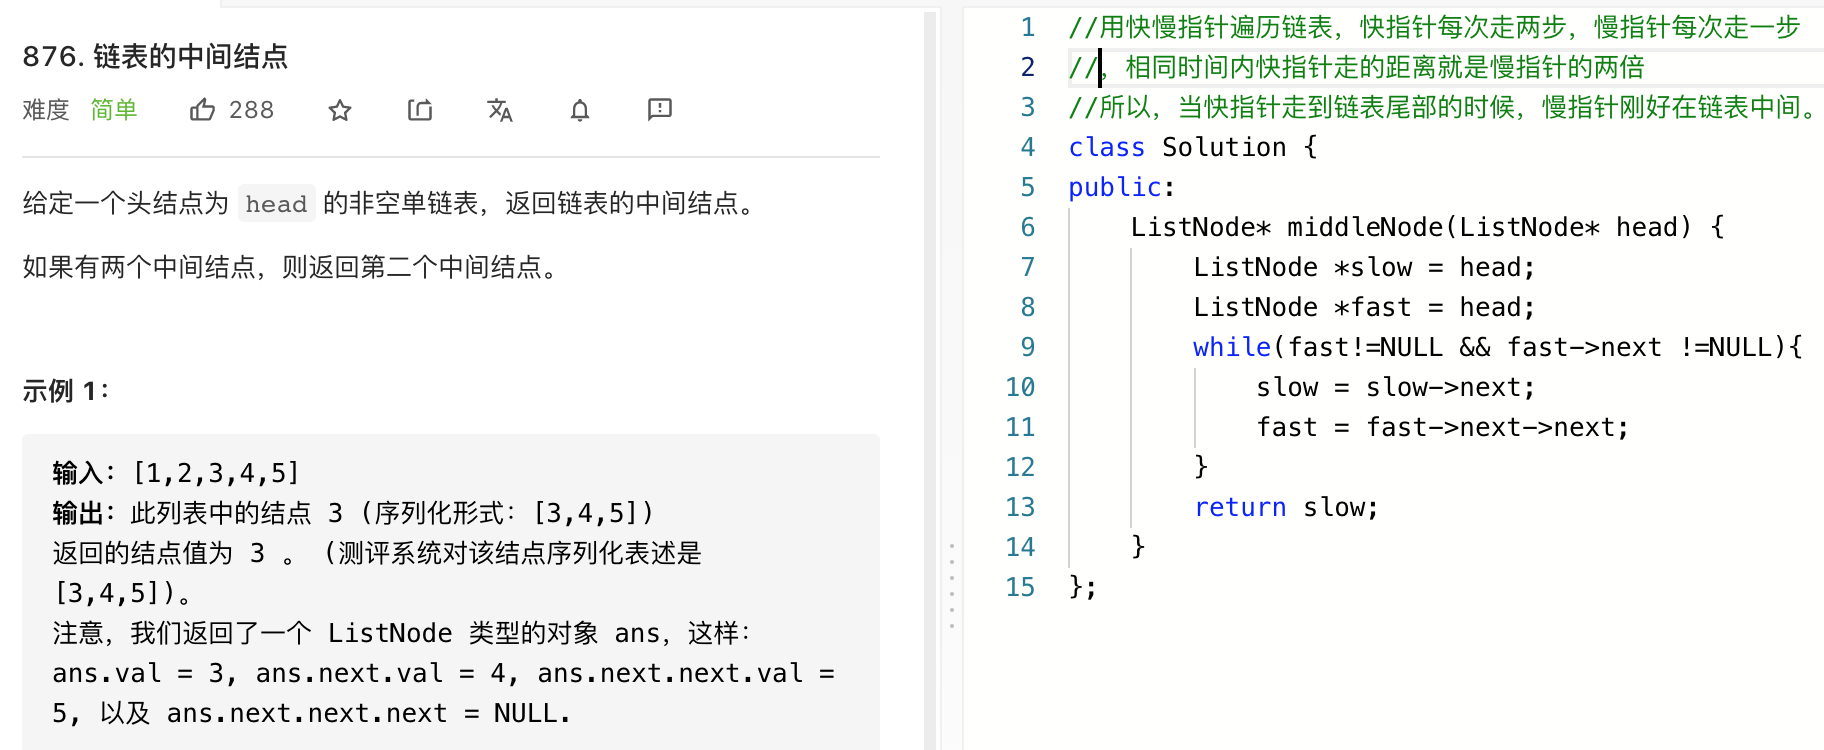 876. 链表的中间结点
难度 简单 288
给定一个头结点为 head 的非空单链表，返回链表的中间结点。
如果有两个中间结点，则返回第二个中间结点。
示例 1：
输入：[1,2,3,4,5]
输出：此列表中的结点 3 (序列化形式：[3,4,5])
返回的结点值为 3 。 (测评系统对该结点序列化表述是
[3,4,5])。
注意，我们返回了一个 ListNode 类型的对象 ans，这样：
ans.val = 3, ans.next.val = 4, ans.next.next.val =
5, 以及 ans.next.next.next = NULL.
1 //用快慢指针遍历链表，快指针每次走两步，慢指针每次走一步
2 //，相同时间内快指针走的距离就是慢指针的两倍
3 //所以，当快指针走到链表尾部的时候，慢指针刚好在链表中间。
4 class Solution {
5 public:
6 ListNode* middleNode(ListNode* head) {
7 ListNode *slow = head;
8 ListNode *fast = head;
9 while(fast!=NULL && fast->next !=NULL){
10 slow = slow->next;
11 fast = fast->next->next;
12 }
13 return slow;
14 }
15 };